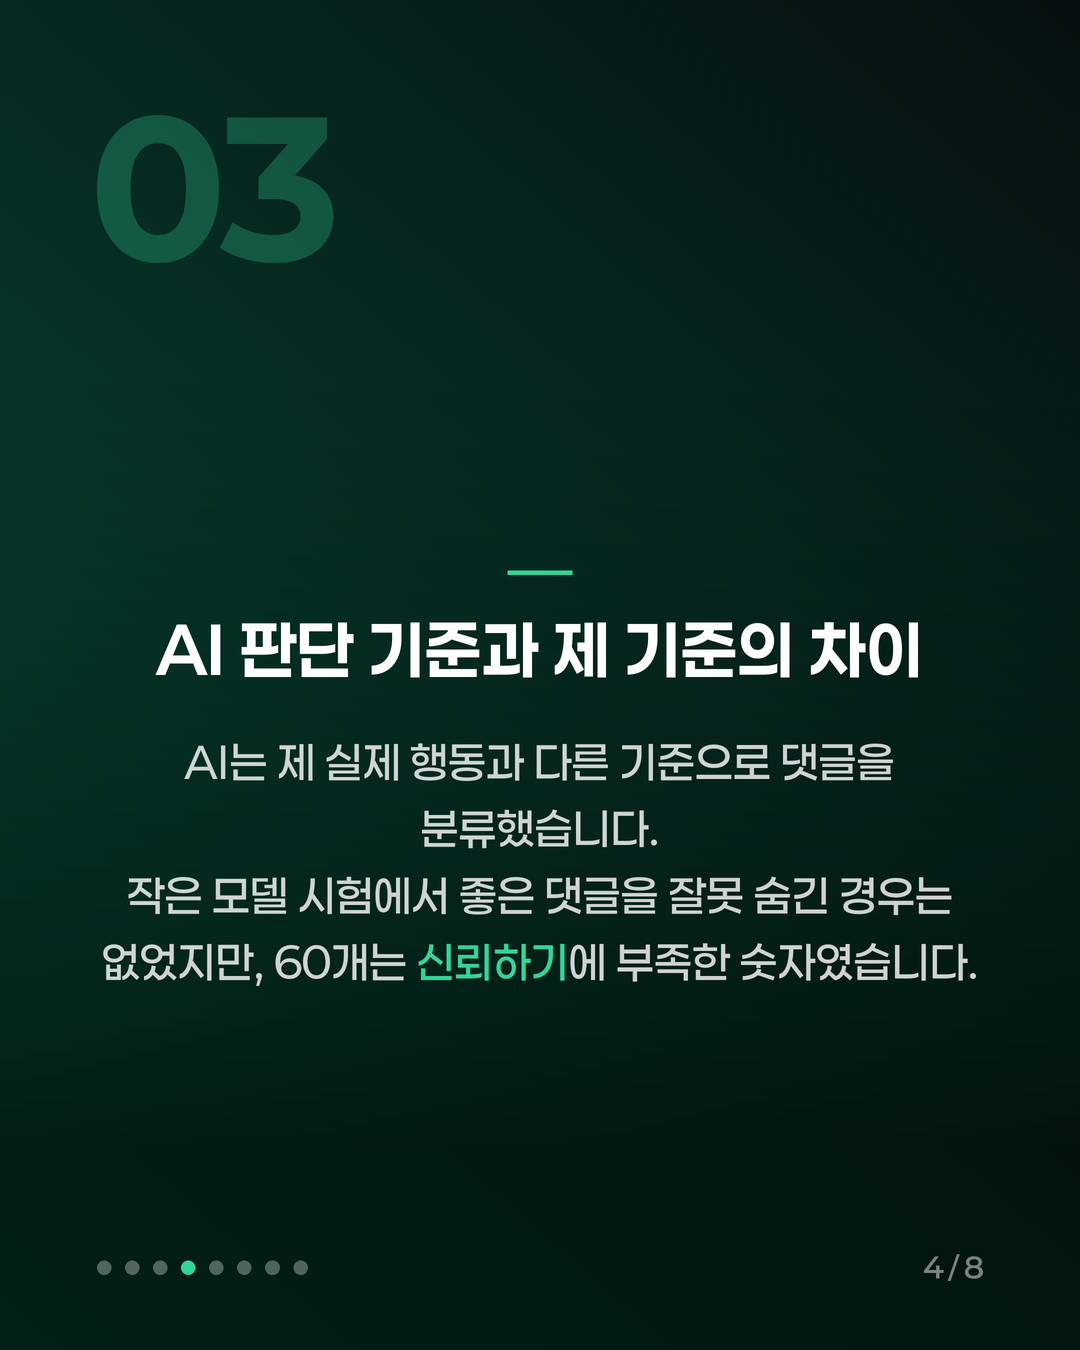 03
AI 판단 기준과 제 기준의 차이
AI는 제 실제 행동과 다른 기준으로 댓글을
분류했습니다.
작은 모델 시험에서 좋은 댓글을 잘못 숨긴 경우는
없었지만, 60개는 신뢰하기에 부족한 숫자였습니다.
4/8